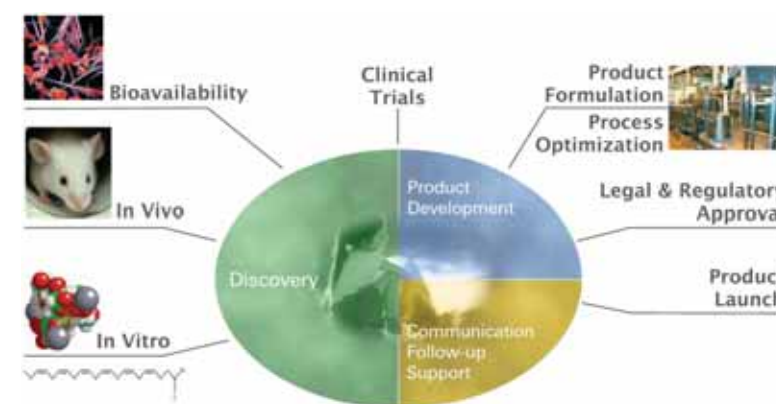 Bioavailability
In Vivo
In Vitro
Clinical
Trials
Product
Formulation
Process
Optimization
Legal & Regulatory
Approva
Produc
Launch
Discovery
Product
Development
Communication
Follow-up
Support